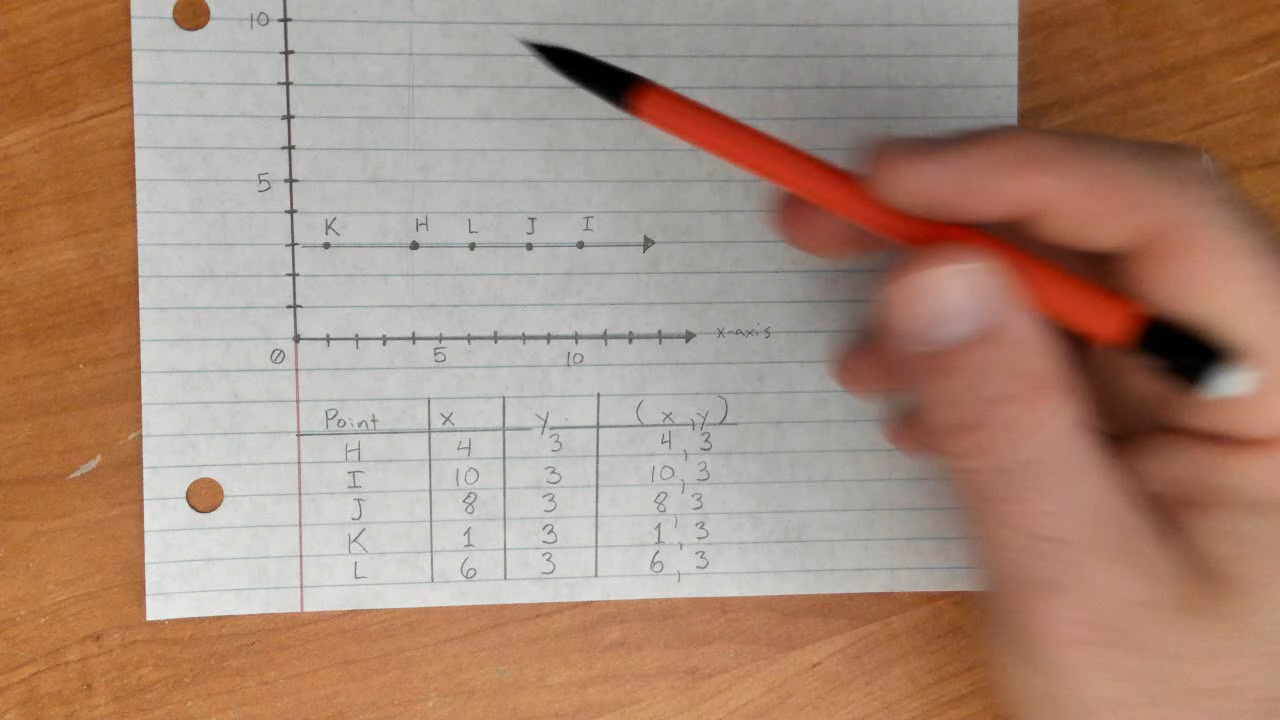 10
5
K H L J I
x-axis
0 5 10
Point x y (x,y)
H 4 3 4, 3
I 10 3 10, 3
J 8 3 8, 3
K 1 3 1, 3
L 6 3 6, 3